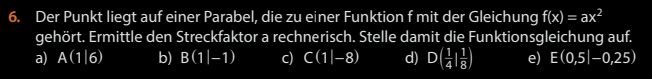 6. Der Punkt liegt auf einer Parabel, die zu einer Funktion f mit der Gleichung f(x) = ax²
gehört. Ermittle den Streckfaktor a rechnerisch. Stelle damit die Funktionsgleichung auf.
a) A(1|6) b) B(1|−1) c) C(1|−8) d) D(1/4|1/8) e) E(0,5|−0,25)